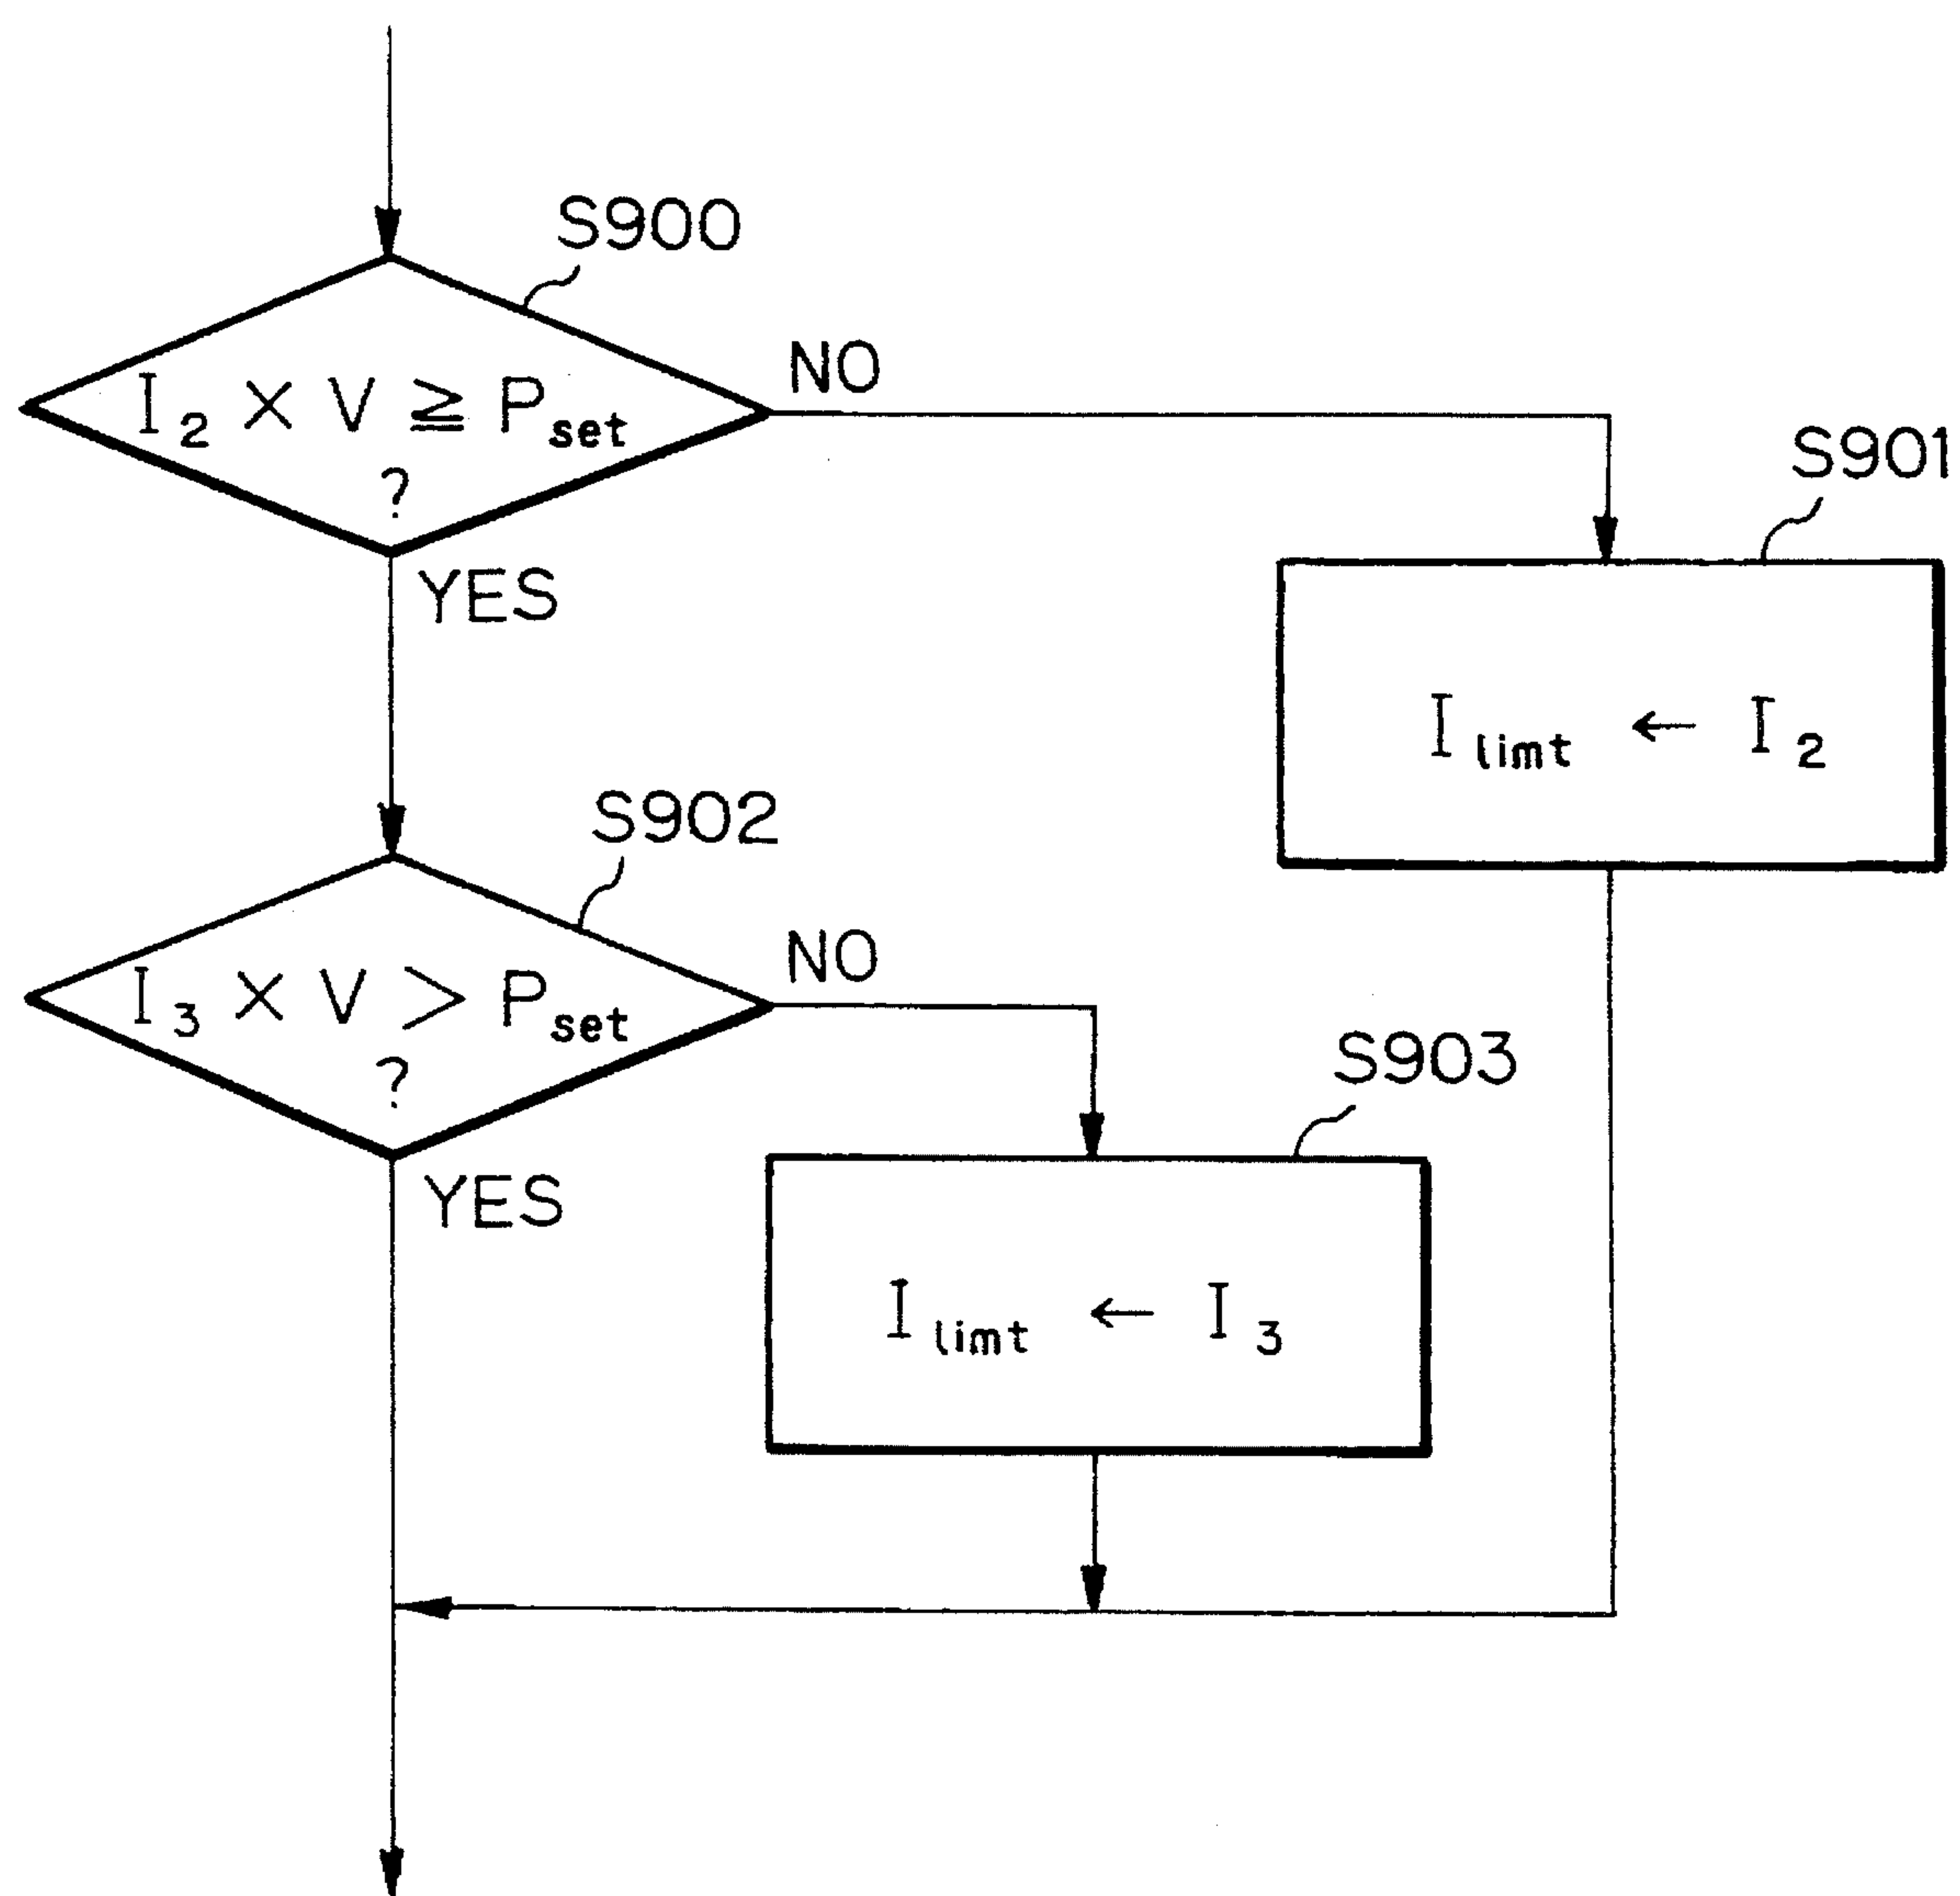 S900
I₂ × V ≧ Pset
?
NO
YES
S901
Ilimt ← I₂
S902
I₃ × V > Pset
?
NO
YES
S903
Ilimt ← I₃